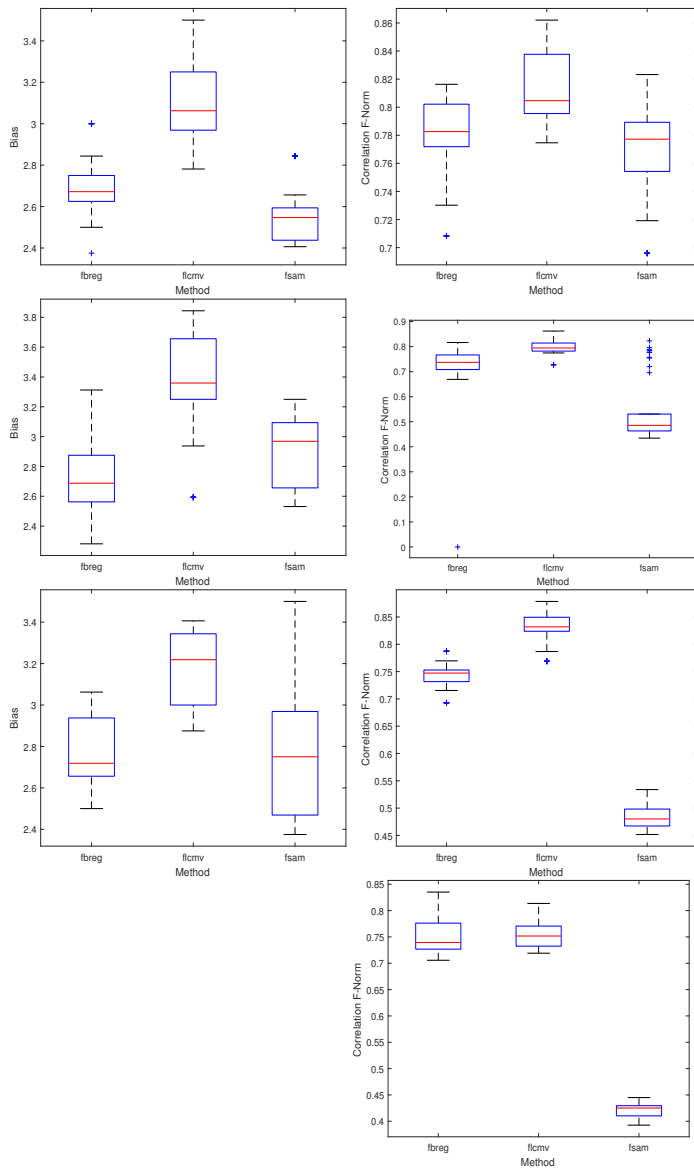 3.4
3.2
3
2.8
2.6
2.4
Bias
fbreg flcmv fsam
Method
0.86
0.84
0.82
0.8
0.78
0.76
0.74
0.72
0.7
Correlation F-Norm
fbreg flcmv fsam
Method
3.8
3.6
3.4
3.2
3
2.8
2.6
2.4
Bias
fbreg flcmv fsam
Method
0.9
0.8
0.7
0.6
0.5
0.4
0.3
0.2
0.1
0
Correlation F-Norm
fbreg flcmv fsam
Method
3.4
3.2
3
2.8
2.6
2.4
Bias
fbreg flcmv fsam
Method
0.85
0.8
0.75
0.7
0.65
0.6
0.55
0.5
0.45
Correlation F-Norm
fbreg flcmv fsam
Method
0.85
0.8
0.75
0.7
0.65
0.6
0.55
0.5
0.45
0.4
Correlation F-Norm
fbreg flcmv fsam
Method